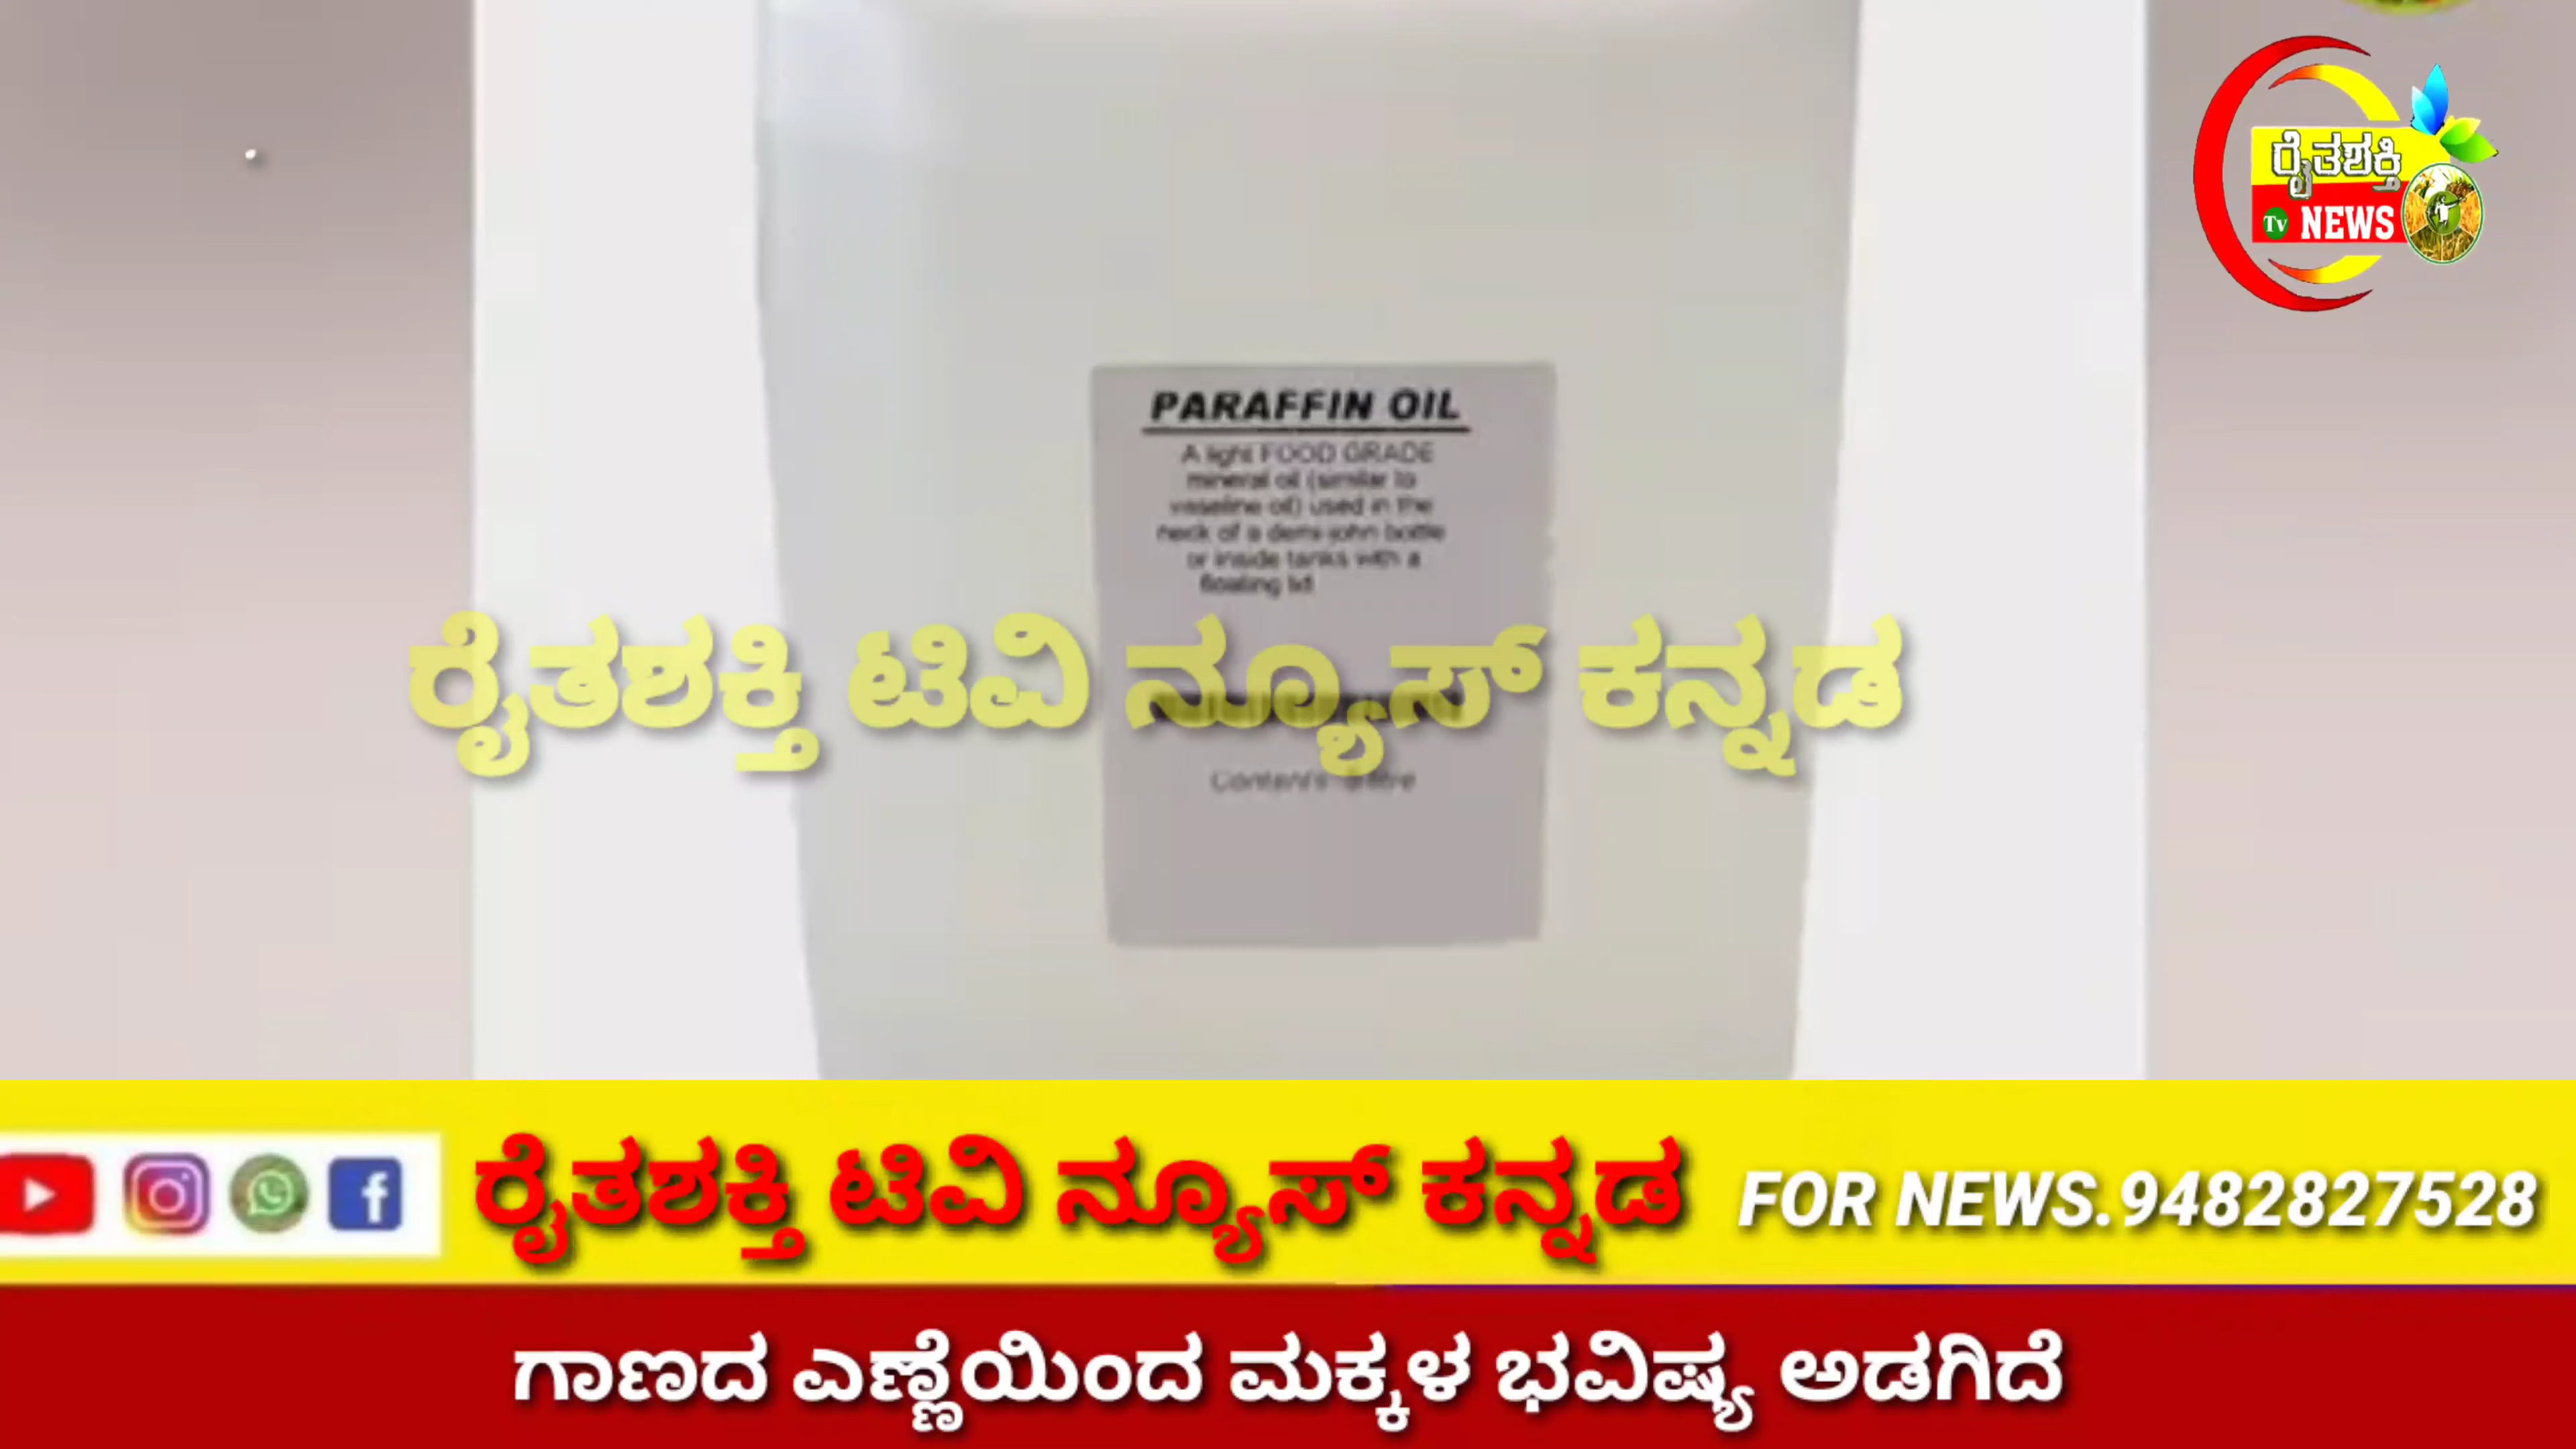 ರೈತಶಕ್ತಿ
Tv NEWS
PARAFFIN OIL
A light FOOD GRADE
mineral oil (similar to
vaseline oil) used in the
neck of a demi-john bottle
or inside tanks with a
floating lid
ರೈತಶಕ್ತಿ ಟಿವಿ ನ್ಯೂಸ್ ಕನ್ನಡ
Contents
ರೈತಶಕ್ತಿ ಟಿವಿ ನ್ಯೂಸ್ ಕನ್ನಡ FOR NEWS.9482827528
ಗಾಣದ ಎಣ್ಣೆಯಿಂದ ಮಕ್ಕಳ ಭವಿಷ್ಯ ಅಡಗಿದೆ